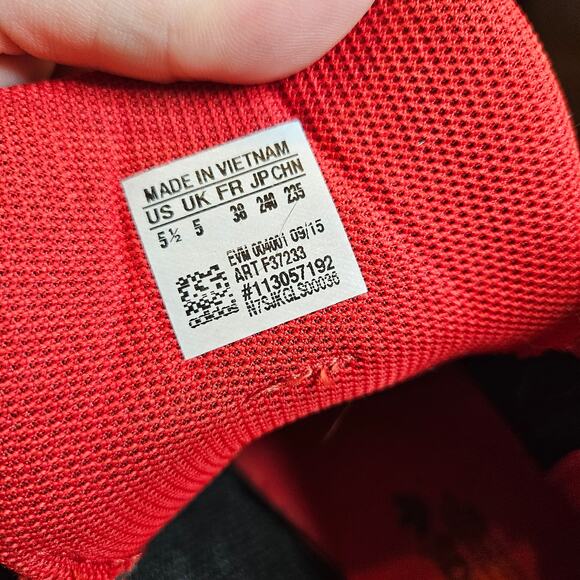 MADE IN VIETNAM
US UK FR JP CHN
5½ 5 38 240 235
EVM 004001 09/15
ART F37233
#113057192
adidas N7SJKGLS00036